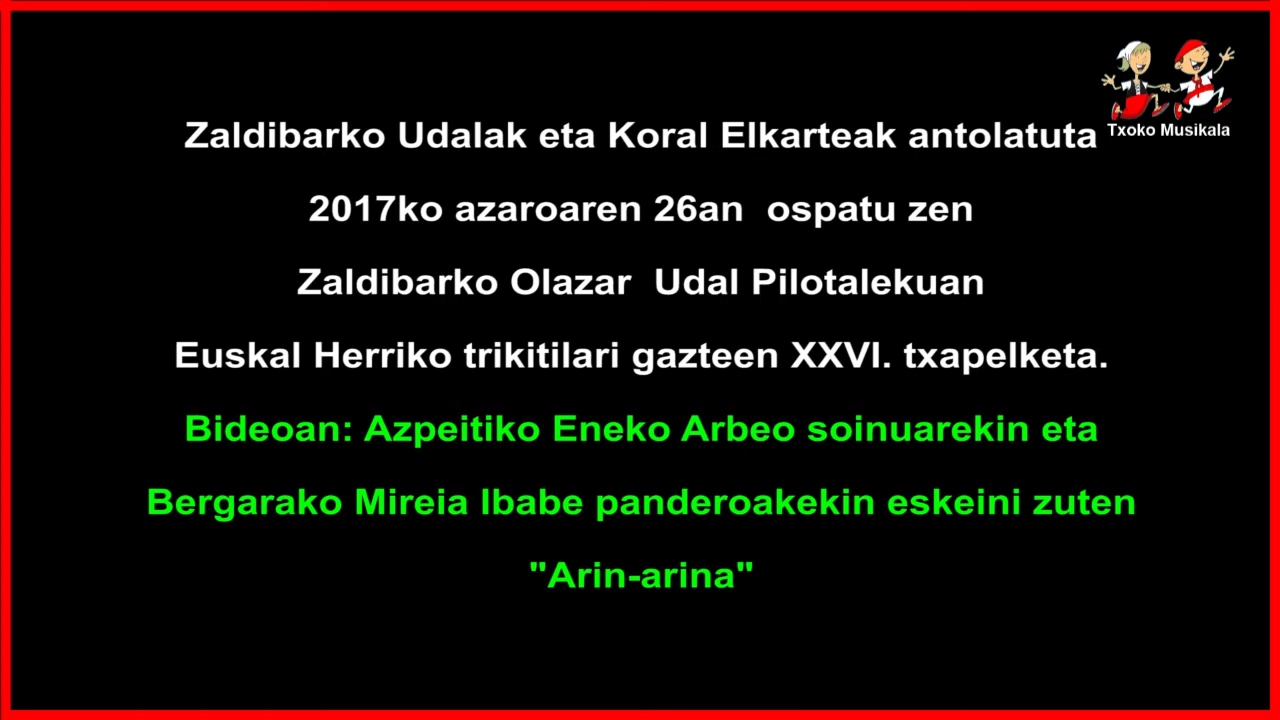 Txoko Musikala
Zaldibarko Udalak eta Koral Elkarteak antolatuta
2017ko azaroaren 26an ospatu zen
Zaldibarko Olazar Udal Pilotalekuan
Euskal Herriko trikitilari gazteen XXVI. txapelketa.
Bideoan: Azpeitiko Eneko Arbeo soinuarekin eta
Bergarako Mireia Ibabe panderoakekin eskeini zuten
"Arin-arina"